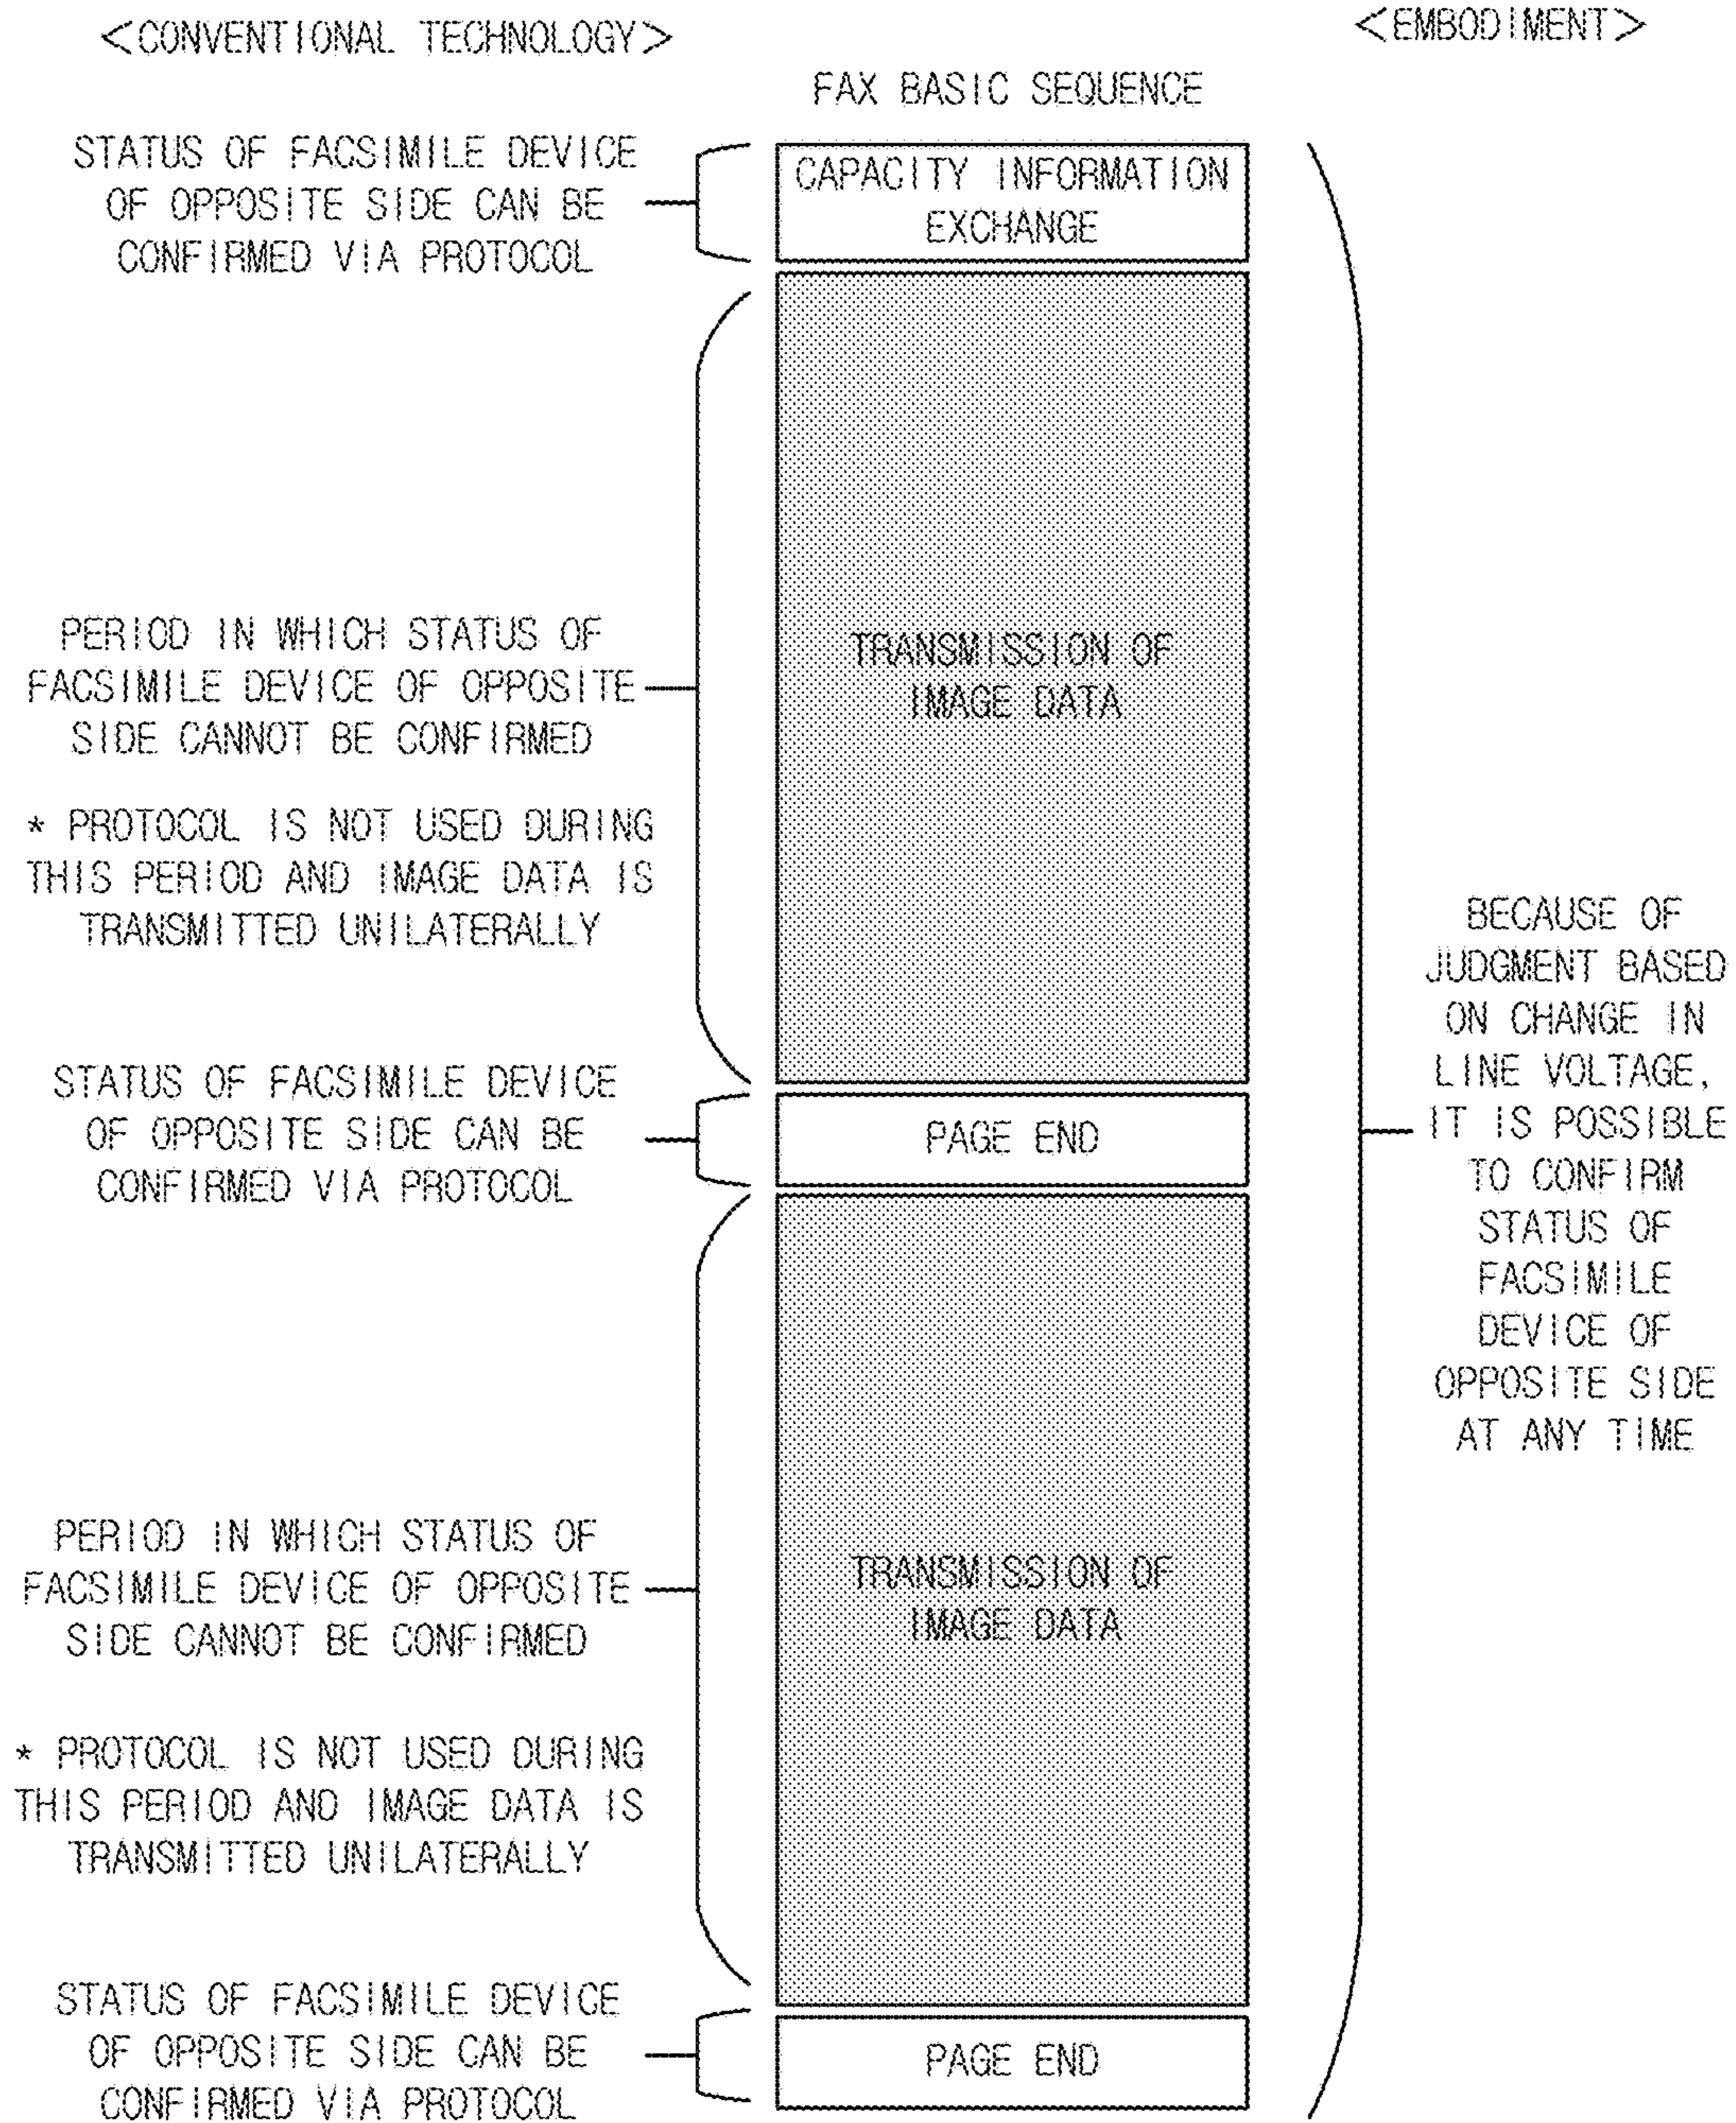 <CONVENTIONAL TECHNOLOGY>
<EMBODIMENT>
FAX BASIC SEQUENCE
STATUS OF FACSIMILE DEVICE
OF OPPOSITE SIDE CAN BE
CONFIRMED VIA PROTOCOL
CAPACITY INFORMATION
EXCHANGE
PERIOD IN WHICH STATUS OF
FACSIMILE DEVICE OF OPPOSITE
SIDE CANNOT BE CONFIRMED
* PROTOCOL IS NOT USED DURING
THIS PERIOD AND IMAGE DATA IS
TRANSMITTED UNILATERALLY
TRANSMISSION OF
IMAGE DATA
STATUS OF FACSIMILE DEVICE
OF OPPOSITE SIDE CAN BE
CONFIRMED VIA PROTOCOL
PAGE END
PERIOD IN WHICH STATUS OF
FACSIMILE DEVICE OF OPPOSITE
SIDE CANNOT BE CONFIRMED
* PROTOCOL IS NOT USED DURING
THIS PERIOD AND IMAGE DATA IS
TRANSMITTED UNILATERALLY
TRANSMISSION OF
IMAGE DATA
STATUS OF FACSIMILE DEVICE
OF OPPOSITE SIDE CAN BE
CONFIRMED VIA PROTOCOL
PAGE END
BECAUSE OF
JUDGMENT BASED
ON CHANGE IN
LINE VOLTAGE,
IT IS POSSIBLE
TO CONFIRM
STATUS OF
FACSIMILE
DEVICE OF
OPPOSITE SIDE
AT ANY TIME